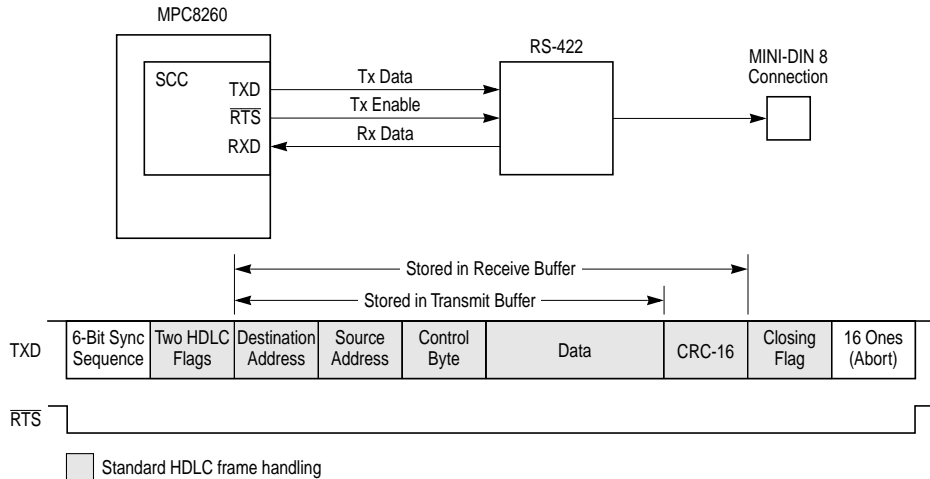 MPC8260
SCC
TXD
RTS
RXD
Tx Data
Tx Enable
Rx Data
RS-422
MINI-DIN 8
Connection
Stored in Receive Buffer
Stored in Transmit Buffer
TXD
6-Bit Sync
Sequence
Two HDLC
Flags
Destination
Address
Source
Address
Control
Byte
Data
CRC-16
Closing
Flag
16 Ones
(Abort)
RTS
Standard HDLC frame handling